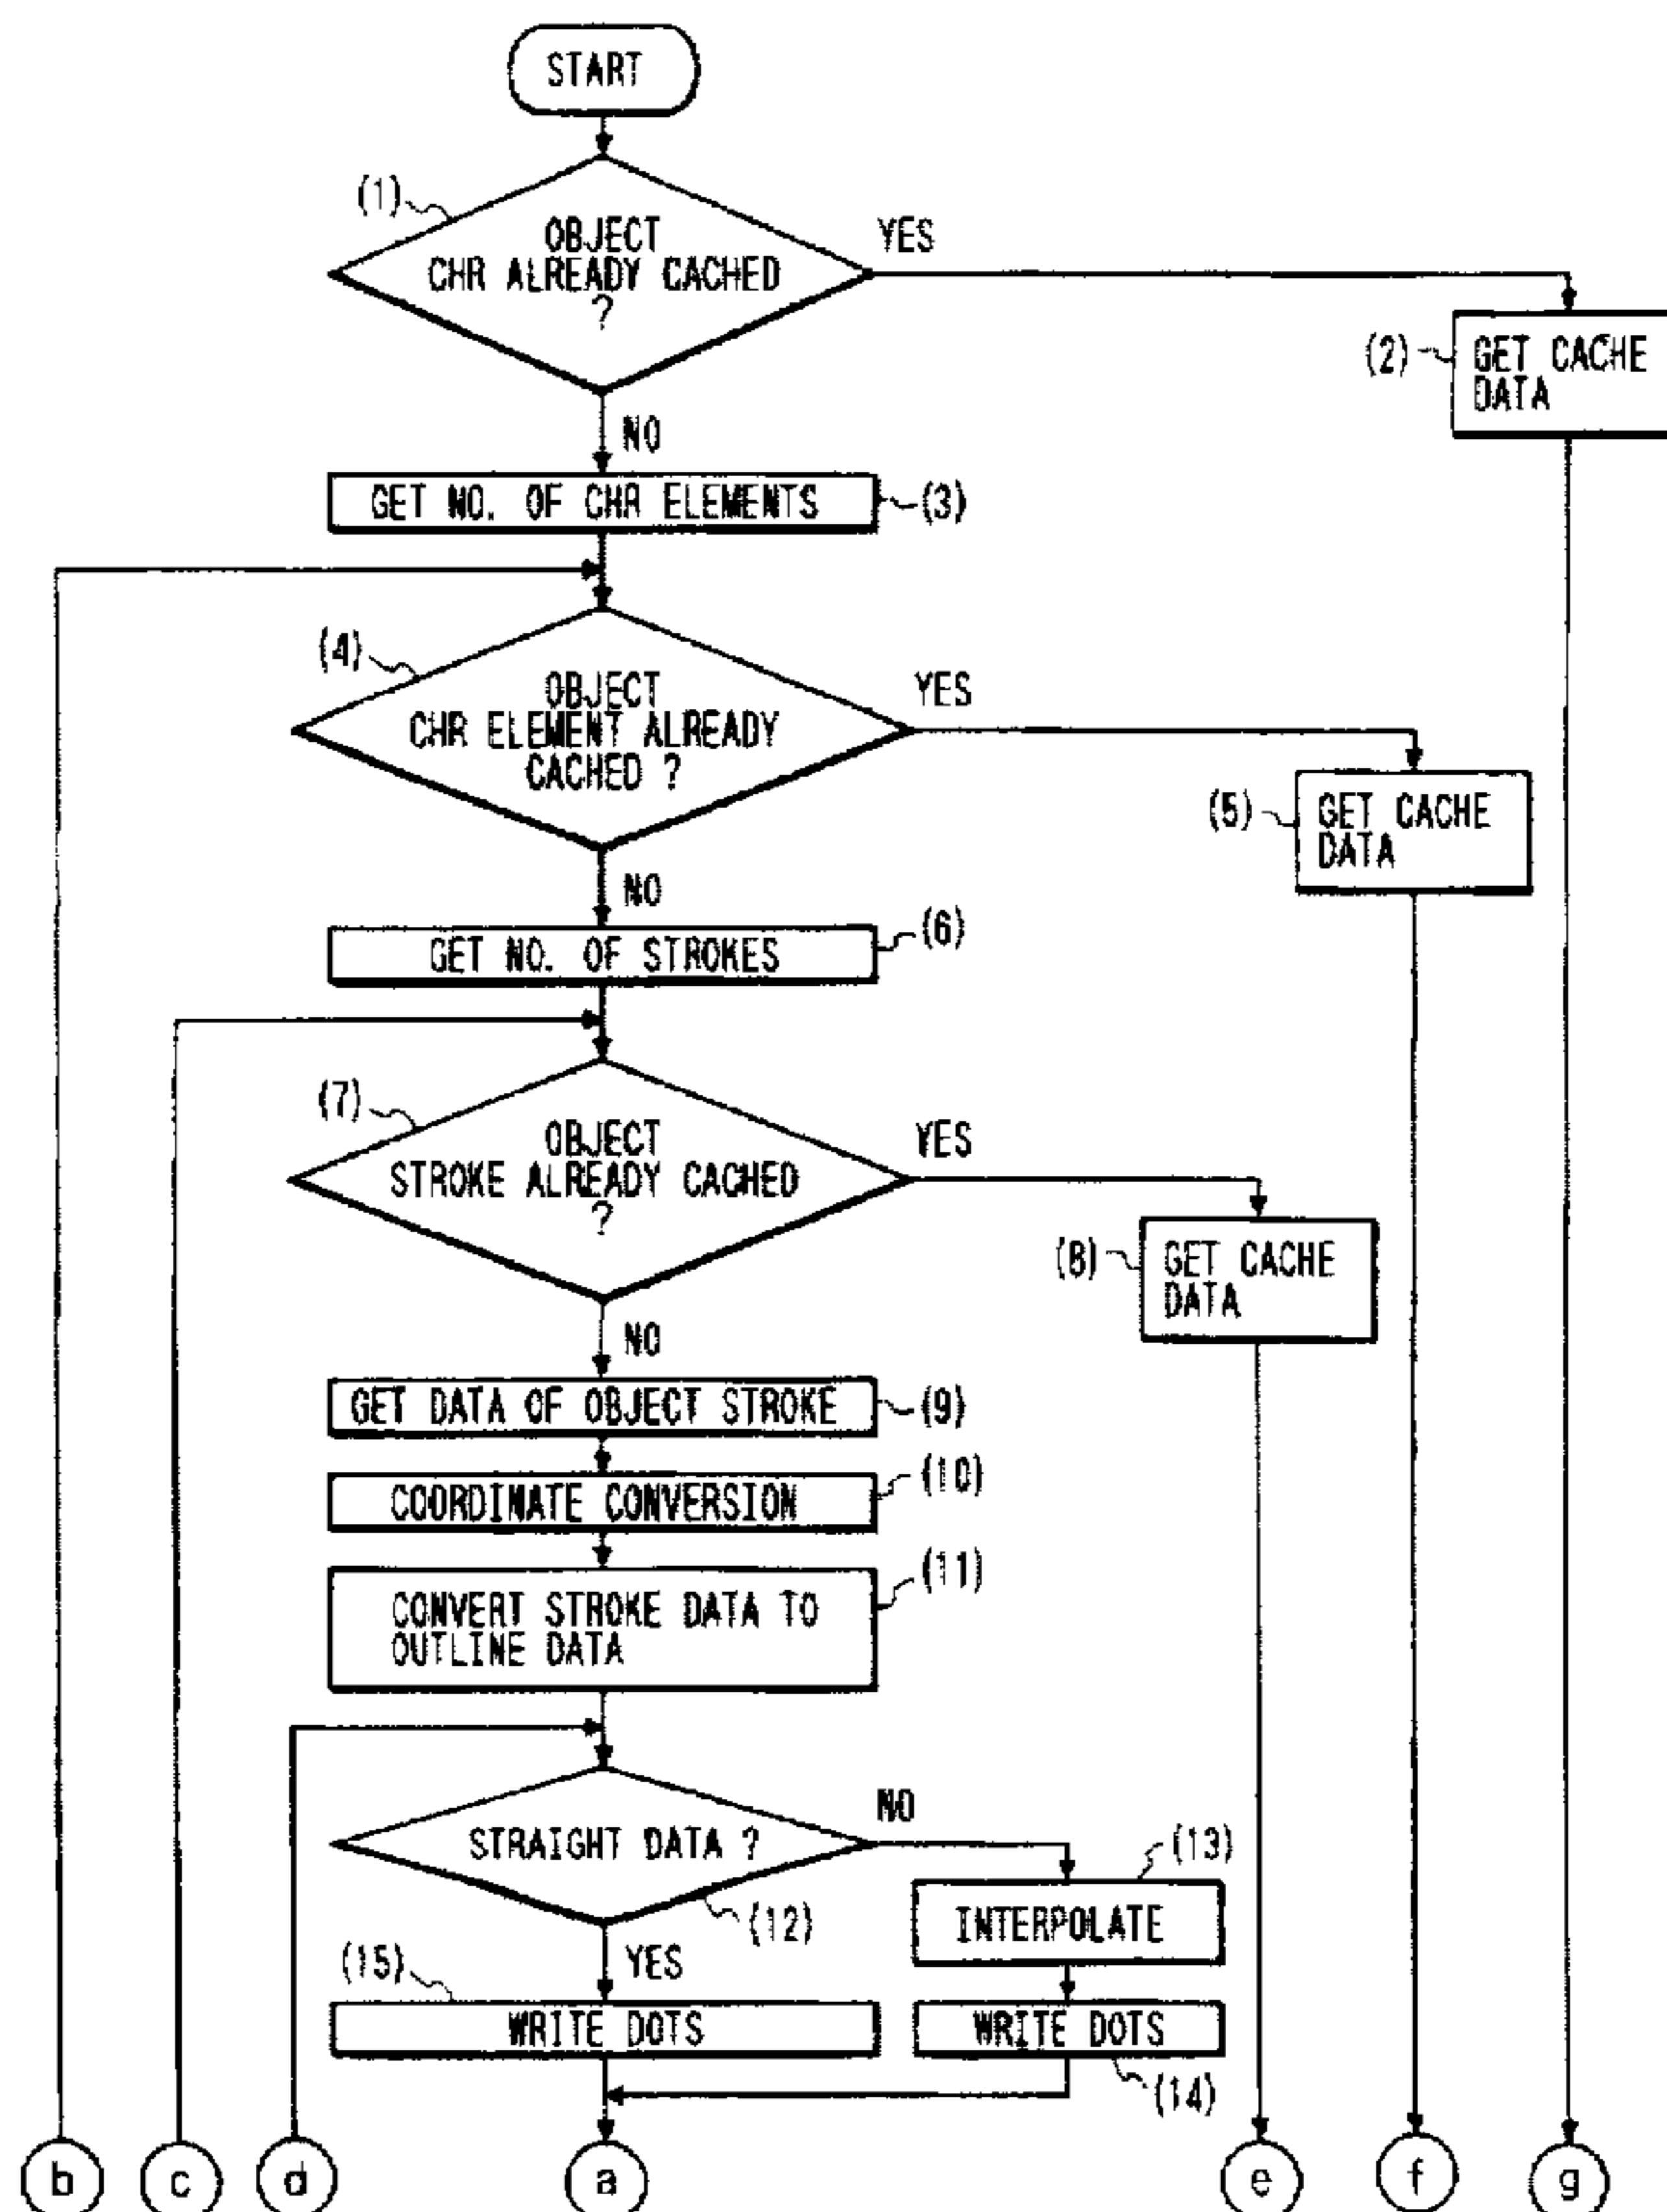 START
(1)
OBJECT
CHR ALREADY CACHED
?
YES
(2)
GET CACHE
DATA
NO
GET NO. OF CHR ELEMENTS
(3)
(4)
OBJECT
CHR ELEMENT ALREADY
CACHED ?
YES
(5)
GET CACHE
DATA
NO
GET NO. OF STROKES
(6)
(7)
OBJECT
STROKE ALREADY CACHED
?
YES
(8)
GET CACHE
DATA
NO
GET DATA OF OBJECT STROKE
(9)
COORDINATE CONVERSION
(10)
CONVERT STROKE DATA TO
OUTLINE DATA
(11)
STRAIGHT DATA ?
NO
(12)
(13)
INTERPOLATE
YES
(15)
WRITE DOTS
WRITE DOTS
(14)
b
c
d
a
e
f
g